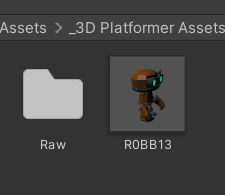 Assets > _3D Platformer Assets
Raw
R0BB13